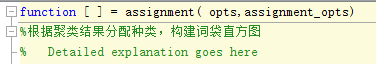 function [ ] = assignment( opts,assignment_opts)
%根据聚类结果分配种类，构建词袋直方图
%   Detailed explanation goes here